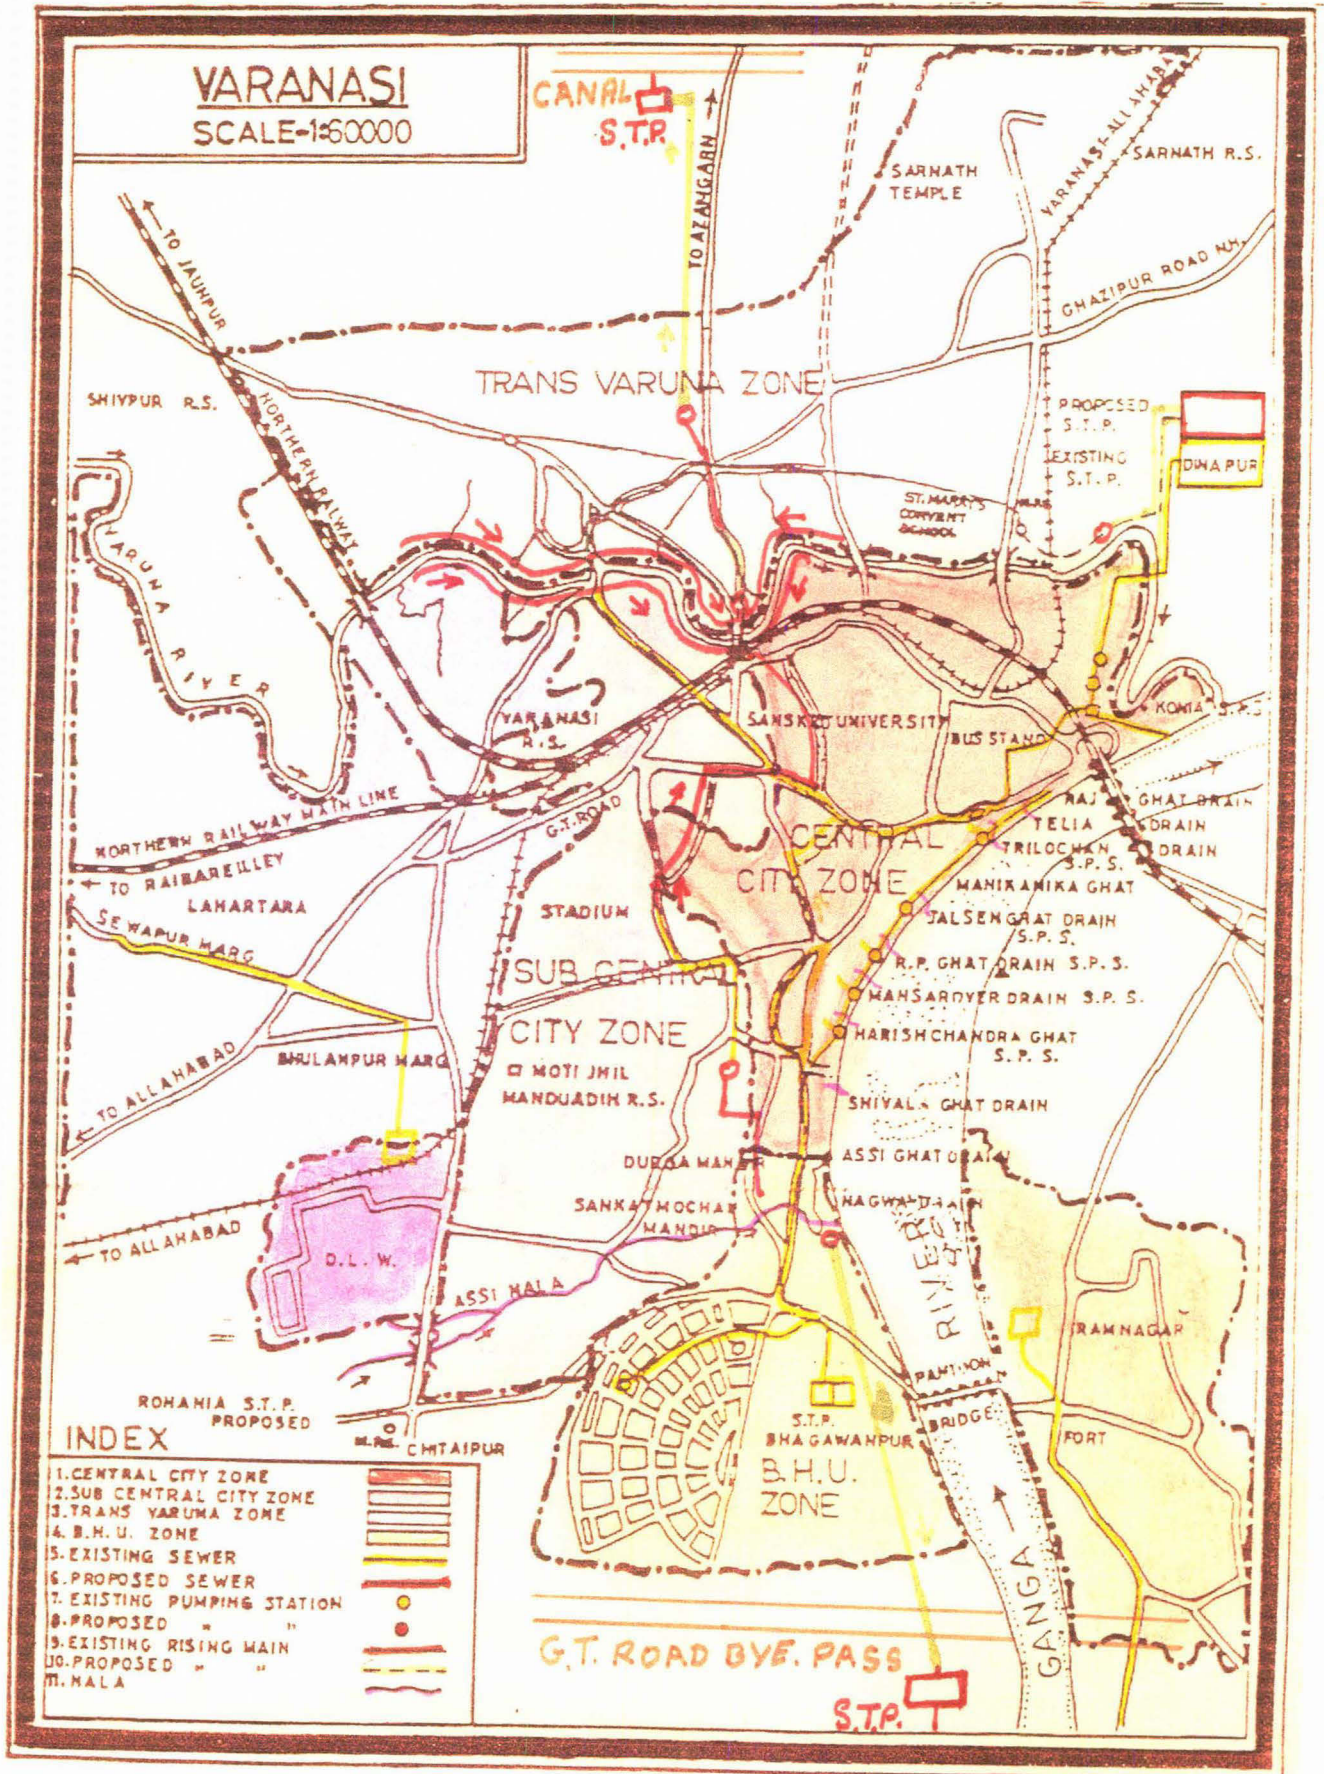 VARANASI
SCALE-1:60000
CANAL
S.T.P.
TO AZAMGARH
SARNATH
TEMPLE
VARANASI-ALLAHABAD
SARNATH R.S.
TO JAUNPUR
GHAZIPUR ROAD N.H.
TRANS VARUNA ZONE
SHIVPUR R.S.
NORTHERN RAILWAY
PROPOSED
S.T.P.
EXISTING
S.T.P.
DINAPUR
ST. MARRY'S
CONVENT
SCHOOL
VARUNA RIVER
VARANASI
R.S.
SANSKRIT UNIVERSITY
BUS STAND
KONIA S.P.S
NORTHERN RAILWAY MAIN LINE
G.T. ROAD
RAJ GHAT DRAIN
TELIA DRAIN
TRILOCHAN DRAIN
S.P.S.
CENTRAL
CITY ZONE
TO RAIBAREILLEY
LAHARTARA
MANIKANIKA GHAT
SEWAPUR MARG
STADIUM
JALSENGHAT DRAIN
S.P.S.
SUB CENTRAL
CITY ZONE
R.P. GHAT DRAIN S.P.S.
MANSAROVER DRAIN S.P.S.
HARISHCHANDRA GHAT
S.P.S.
BHULANPUR MARG
MOTI JHIL
MANDUADIH R.S.
TO ALLAHABAD
SHIVALA GHAT DRAIN
DURGA MANDIR
ASSI GHAT DRAIN
SANKATMOCHAN
MANDIR
NAGWA DRAIN
TO ALLAHABAD
D.L.W.
ASSI NALA
RIVER
RAMNAGAR
PANTOON
BRIDGE
FORT
ROHANIA S.T.P.
PROPOSED
CHITAIPUR
S.T.P.
BHAGAWANPUR
B.H.U.
ZONE
GANGA
INDEX
1.CENTRAL CITY ZONE
2.SUB CENTRAL CITY ZONE
3.TRANS VARUNA ZONE
4. B.H.U. ZONE
5.EXISTING SEWER
6.PROPOSED SEWER
7. EXISTING PUMPING STATION
8.PROPOSED " "
9.EXISTING RISING MAIN
10.PROPOSED " "
11.NALA
G.T. ROAD BYE. PASS
S.T.P.